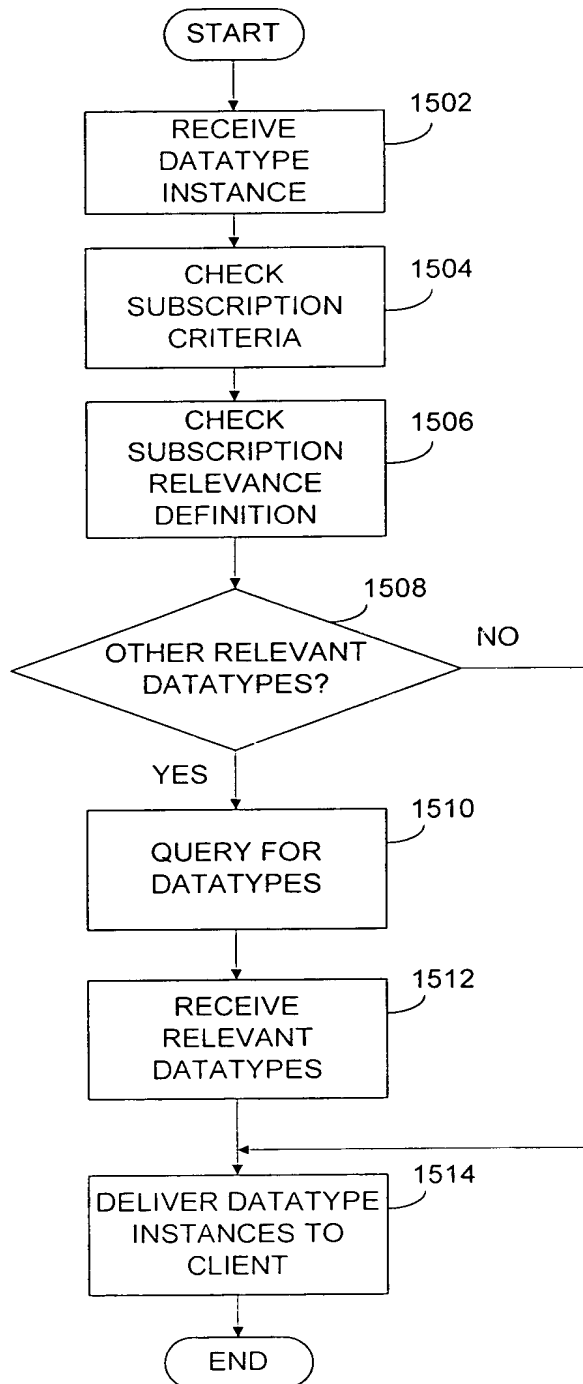 START
1502
RECEIVE
DATATYPE
INSTANCE
1504
CHECK
SUBSCRIPTION
CRITERIA
1506
CHECK
SUBSCRIPTION
RELEVANCE
DEFINITION
1508
OTHER RELEVANT
DATATYPES?
NO
YES
1510
QUERY FOR
DATATYPES
1512
RECEIVE
RELEVANT
DATATYPES
1514
DELIVER DATATYPE
INSTANCES TO
CLIENT
END